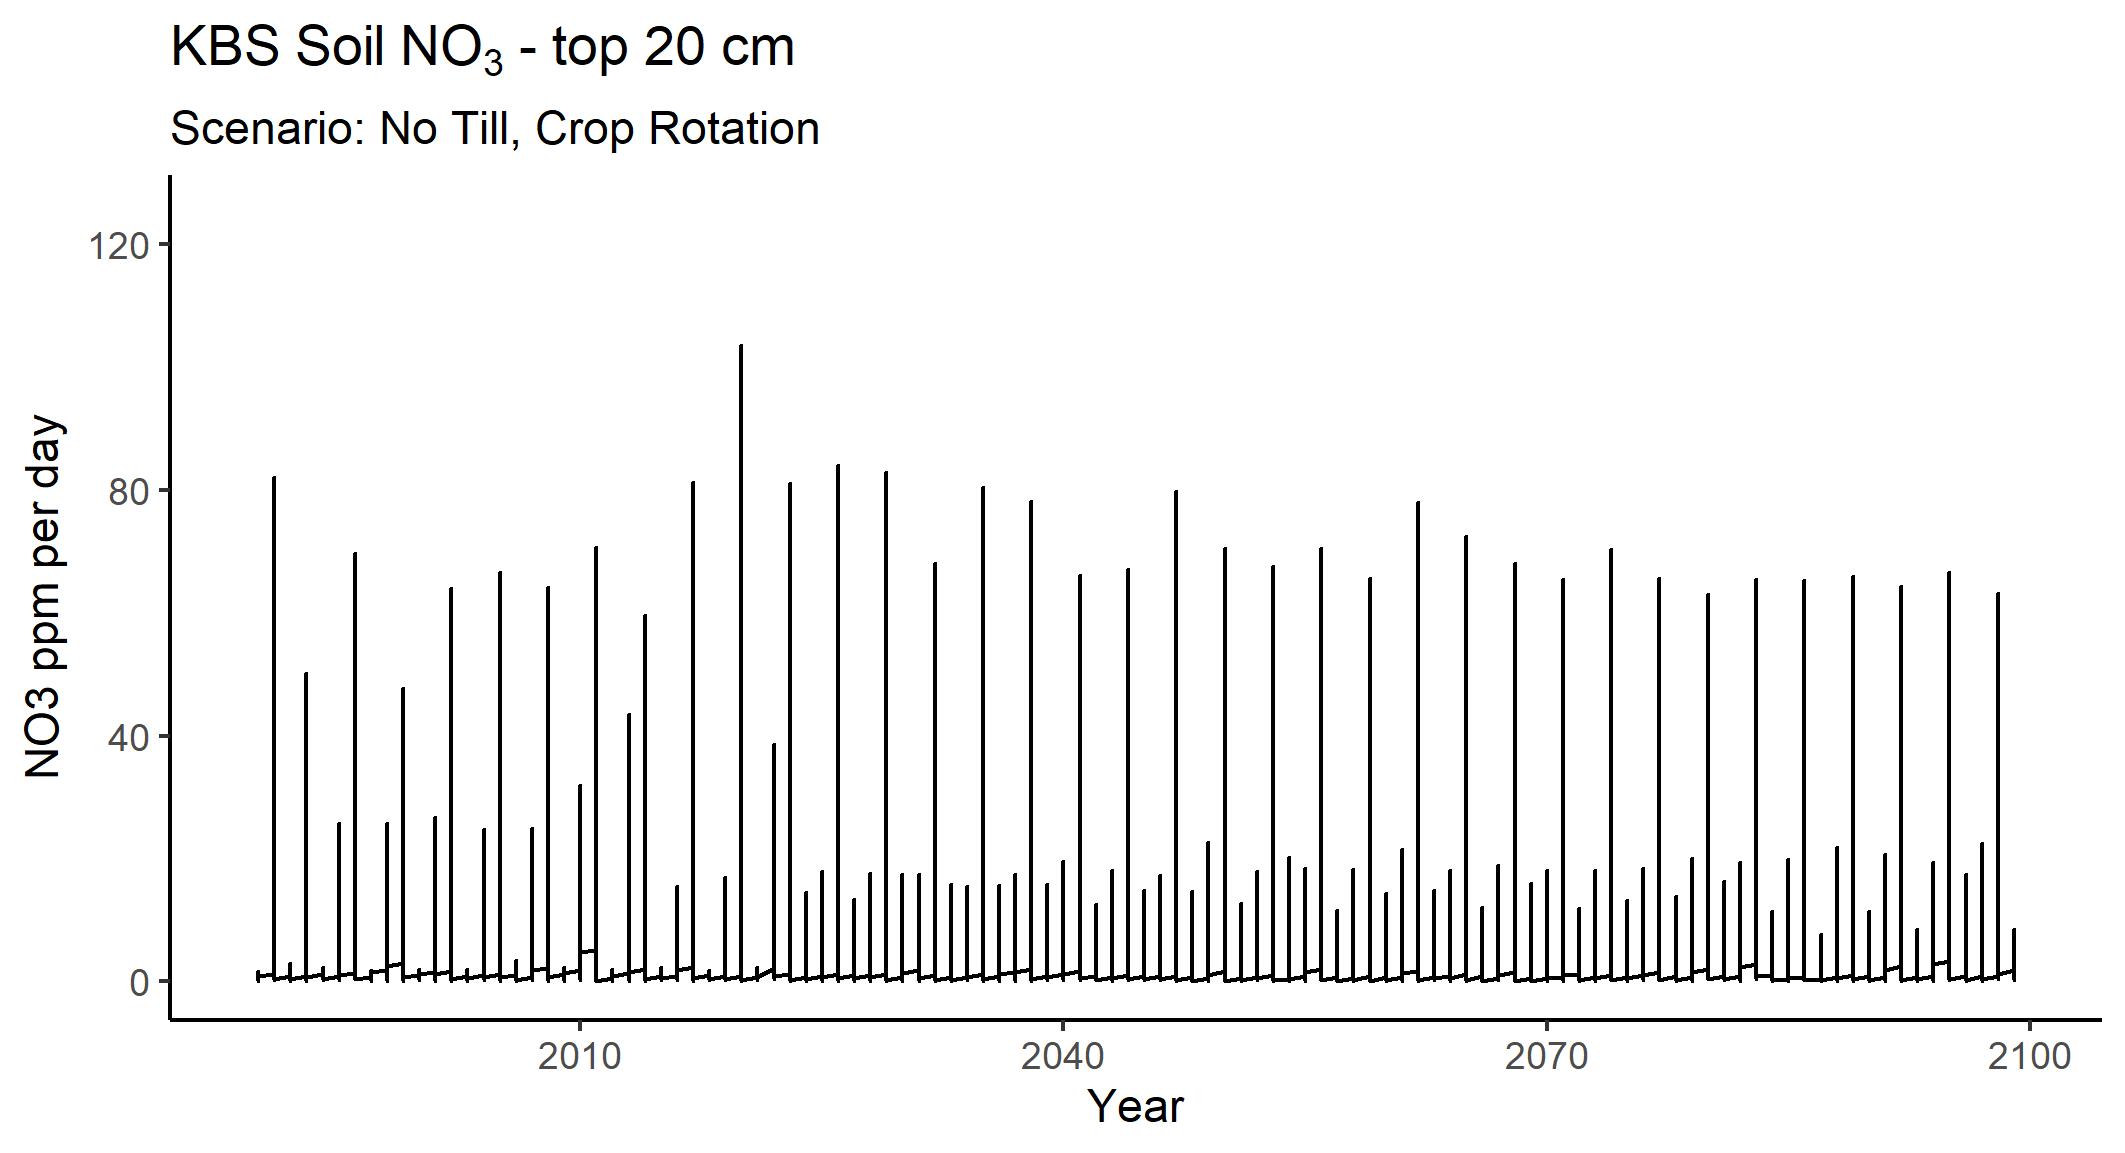 KBS Soil NO₃ - top 20 cm
Scenario: No Till, Crop Rotation
NO3 ppm per day
120
80
40
0
2010
2040
2070
2100
Year